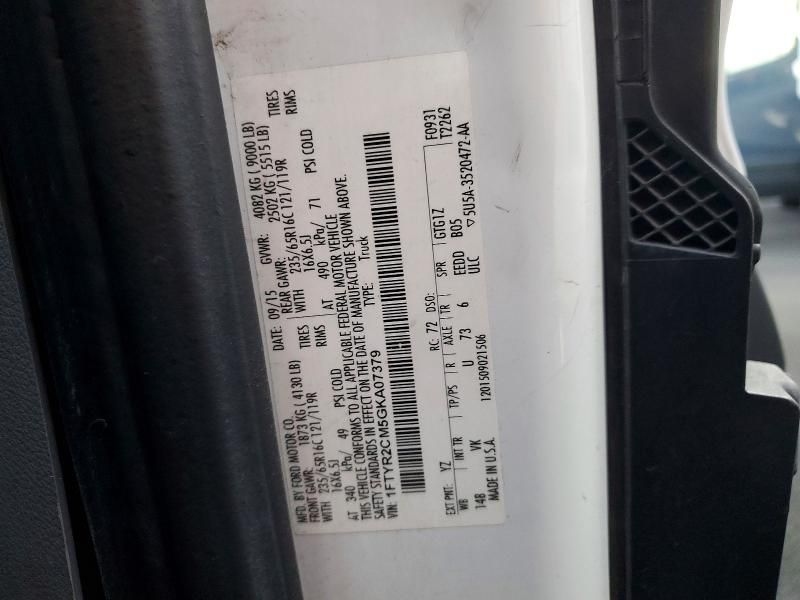 MFD. BY FORD MOTOR CO. DATE: 09/15 GVWR: 4082 KG ( 9000 LB)
FRONT GAWR: 1873 KG ( 4130 LB) REAR GAWR: 2502 KG ( 5515 LB)
WITH 235/65R16C 121/119R TIRES WITH 235/65R16C 121/119R TIRES
16X6.5J RIMS 16X6.5J RIMS
AT 340 kPa/ 49 PSI COLD AT 490 kPa/ 71 PSI COLD
THIS VEHICLE CONFORMS TO ALL APPLICABLE FEDERAL MOTOR VEHICLE
SAFETY STANDARDS IN EFFECT ON THE DATE OF MANUFACTURE SHOWN ABOVE.
VIN: 1FTYR2CM5GKA07379 TYPE: Truck
EXT PNT: YZ RC: 72 DSO: F0931
WB INT TR TP/PS R AXLE TR SPR GTG1Z T2262
148 VK U 73 6 EEDD B05
MADE IN U.S.A. 1201509021506 ULC ▽5U5A-3520472-AA